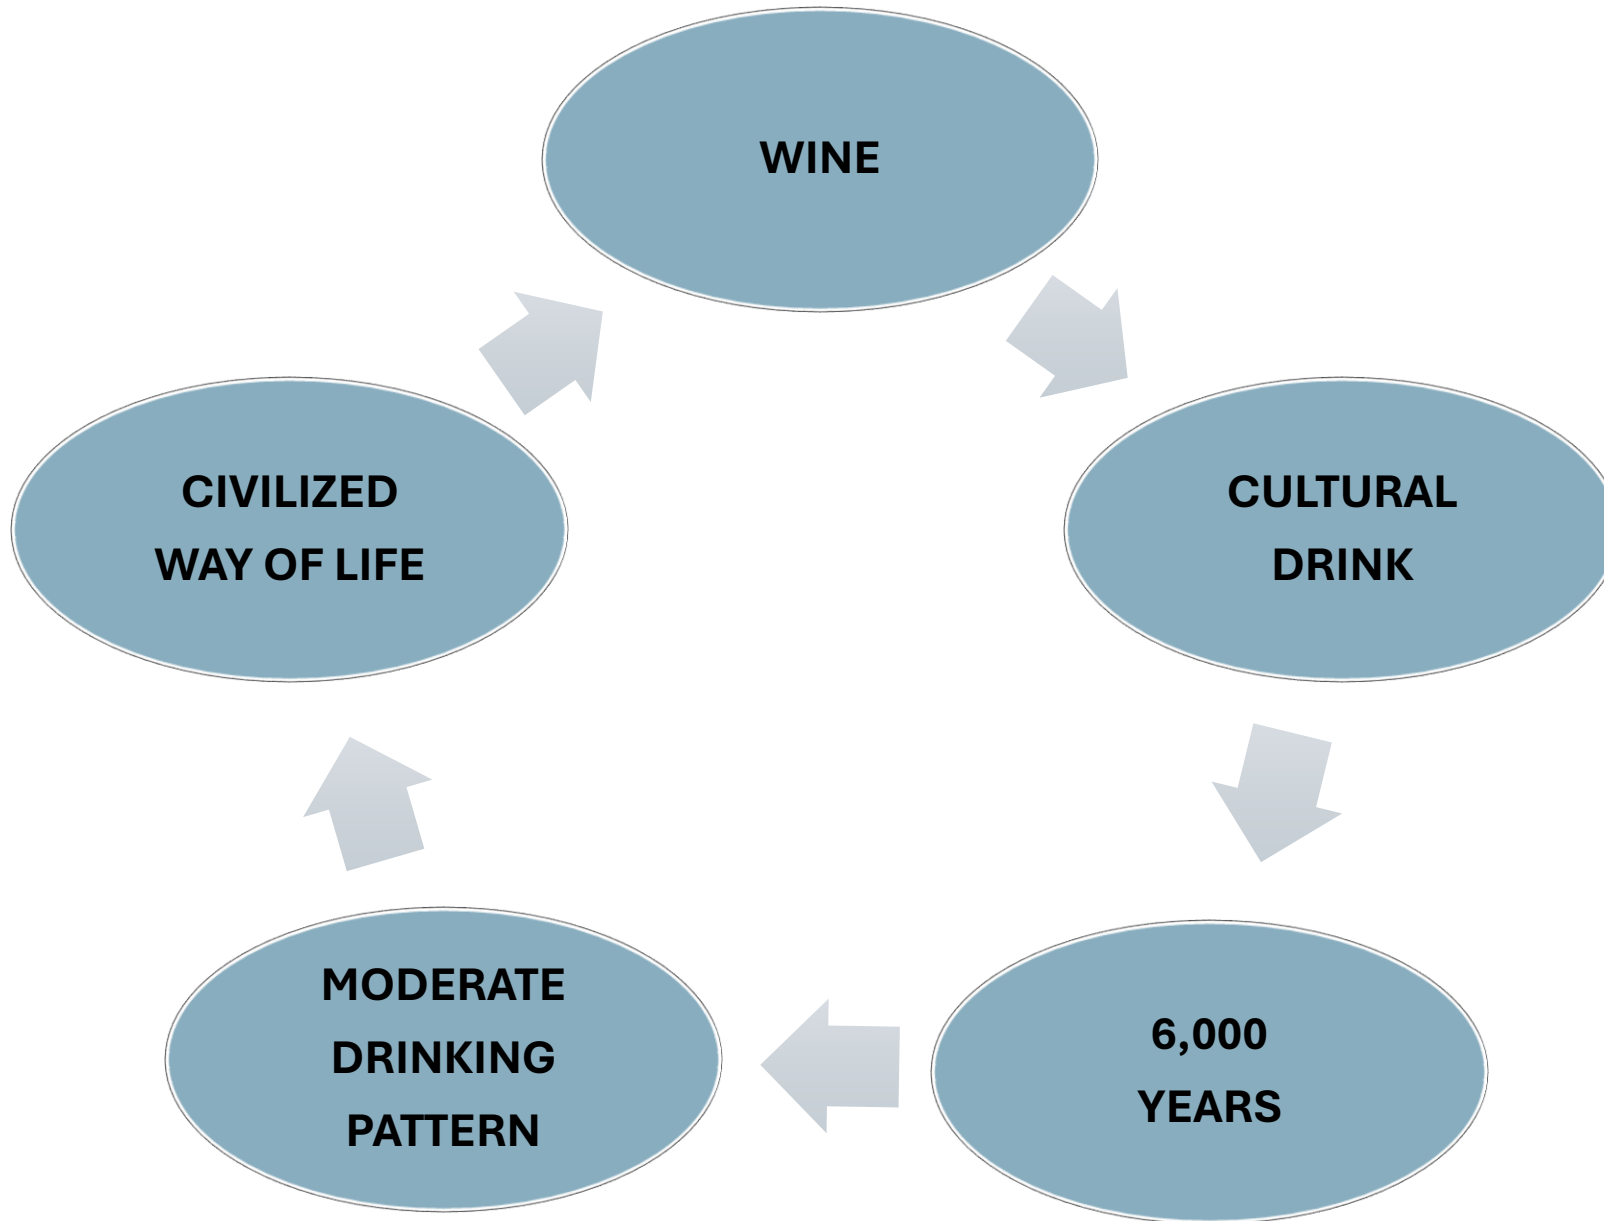 WINE
CULTURAL
DRINK
6,000
YEARS
MODERATE
DRINKING
PATTERN
CIVILIZED
WAY OF LIFE